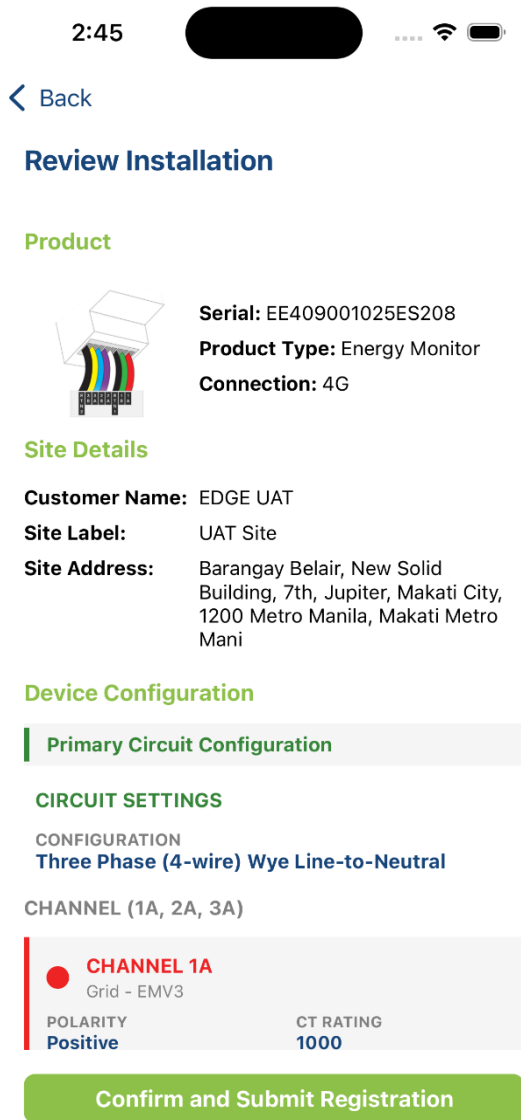 2:45
Back
Review Installation
Product
Serial: EE409001025ES208
Product Type: Energy Monitor
Connection: 4G
Site Details
Customer Name: EDGE UAT
Site Label: UAT Site
Site Address: Barangay Belair, New Solid
Building, 7th, Jupiter, Makati City,
1200 Metro Manila, Makati Metro
Mani
Device Configuration
Primary Circuit Configuration
CIRCUIT SETTINGS
CONFIGURATION
Three Phase (4-wire) Wye Line-to-Neutral
CHANNEL (1A, 2A, 3A)
CHANNEL 1A
Grid - EMV3
POLARITY CT RATING
Positive 1000
Confirm and Submit Registration